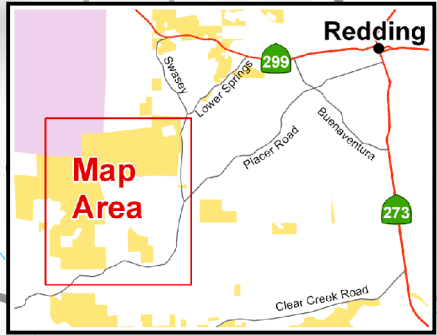 Redding
299
Swasey
Lower Springs
Buenaventura
Placer Road
Map
Area
273
Clear Creek Road